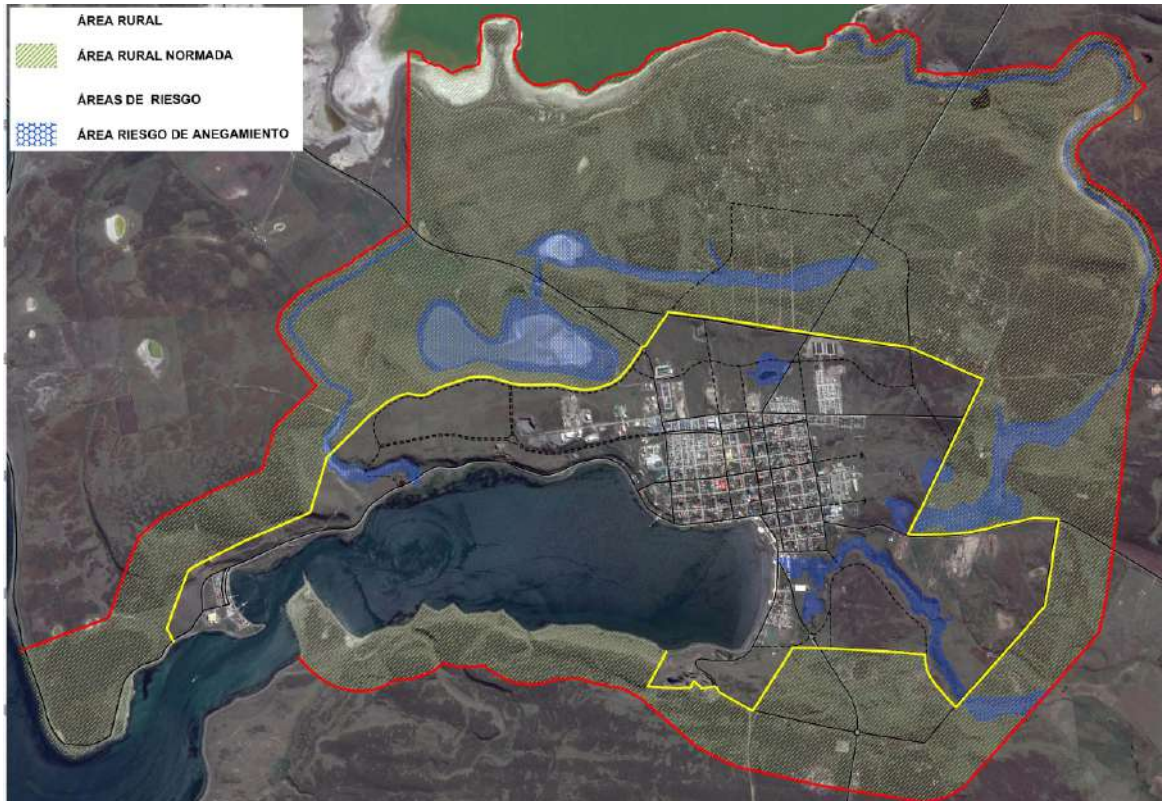 ÁREA RURAL
ÁREA RURAL NORMADA
ÁREAS DE RIESGO
ÁREA RIESGO DE ANEGAMIENTO